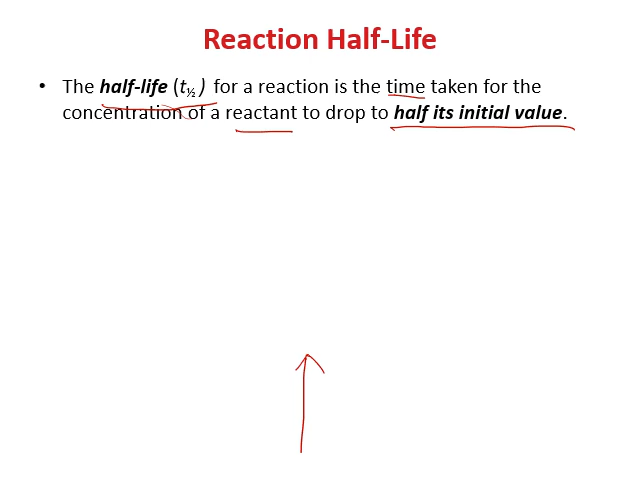 Reaction Half-Life
• The half-life (t½ ) for a reaction is the time taken for the
concentration of a reactant to drop to half its initial value.